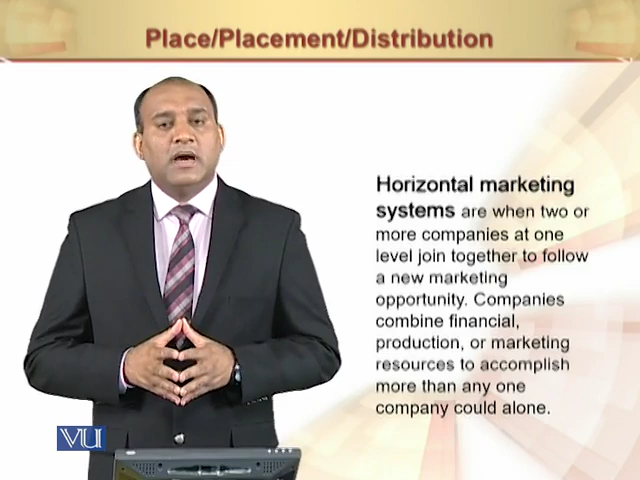 Place/Placement/Distribution
Horizontal marketing
systems are when two or
more companies at one
level join together to follow
a new marketing
opportunity. Companies
combine financial,
production, or marketing
resources to accomplish
more than any one
company could alone.
VU